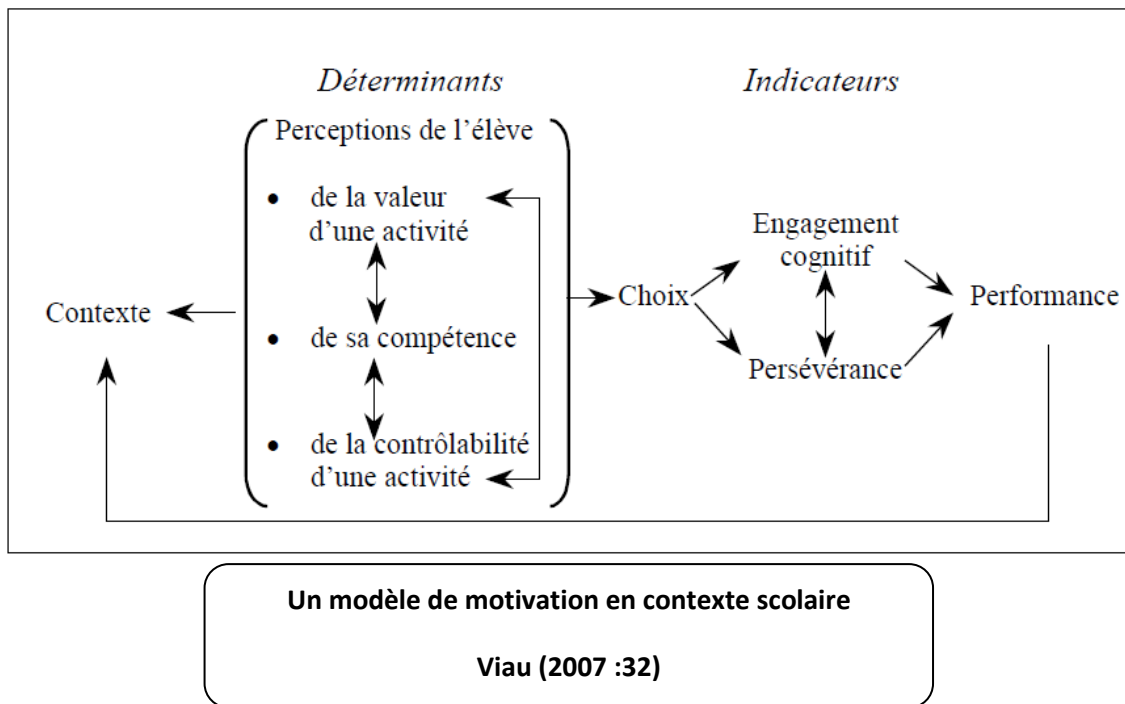 Déterminants
Indicateurs
Perceptions de l'élève
• de la valeur
d'une activité
• de sa compétence
• de la contrôlabilité
d'une activité
Contexte
Choix
Engagement
cognitif
Persévérance
Performance
Un modèle de motivation en contexte scolaire
Viau (2007 :32)